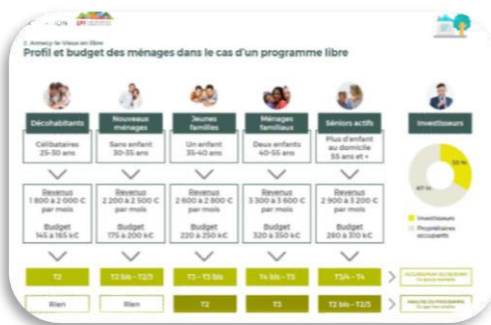 Annecy-le-Vieux en libre
Profil et budget des ménages dans le cas d'un programme libre
Décohabitants
Nouveaux ménages
Jeunes familles
Ménages familiaux
Séniors actifs
Investisseurs
Célibataires
25-30 ans
Sans enfant
30-35 ans
Un enfant
35-40 ans
Deux enfants
40-55 ans
Plus d'enfant
au domicile
55 ans et +
Revenus
1 800 à 2 000 €
par mois
Budget
145 à 165 k€
Revenus
2 200 à 2 500 €
par mois
Budget
175 à 200 k€
Revenus
2 600 à 2 800 €
par mois
Budget
220 à 250 k€
Revenus
3 300 à 3 600 €
par mois
Budget
320 à 350 k€
Revenus
2 900 à 3 200 €
par mois
Budget
280 à 310 k€
33 %
67 %
Investisseurs
Propriétaires
occupants
T2
T2 bis - T2/3
T3 - T3 bis
T4 bis - T5
T3/4 - T4
Rien
Rien
T2
T3
T2 bis - T2/3